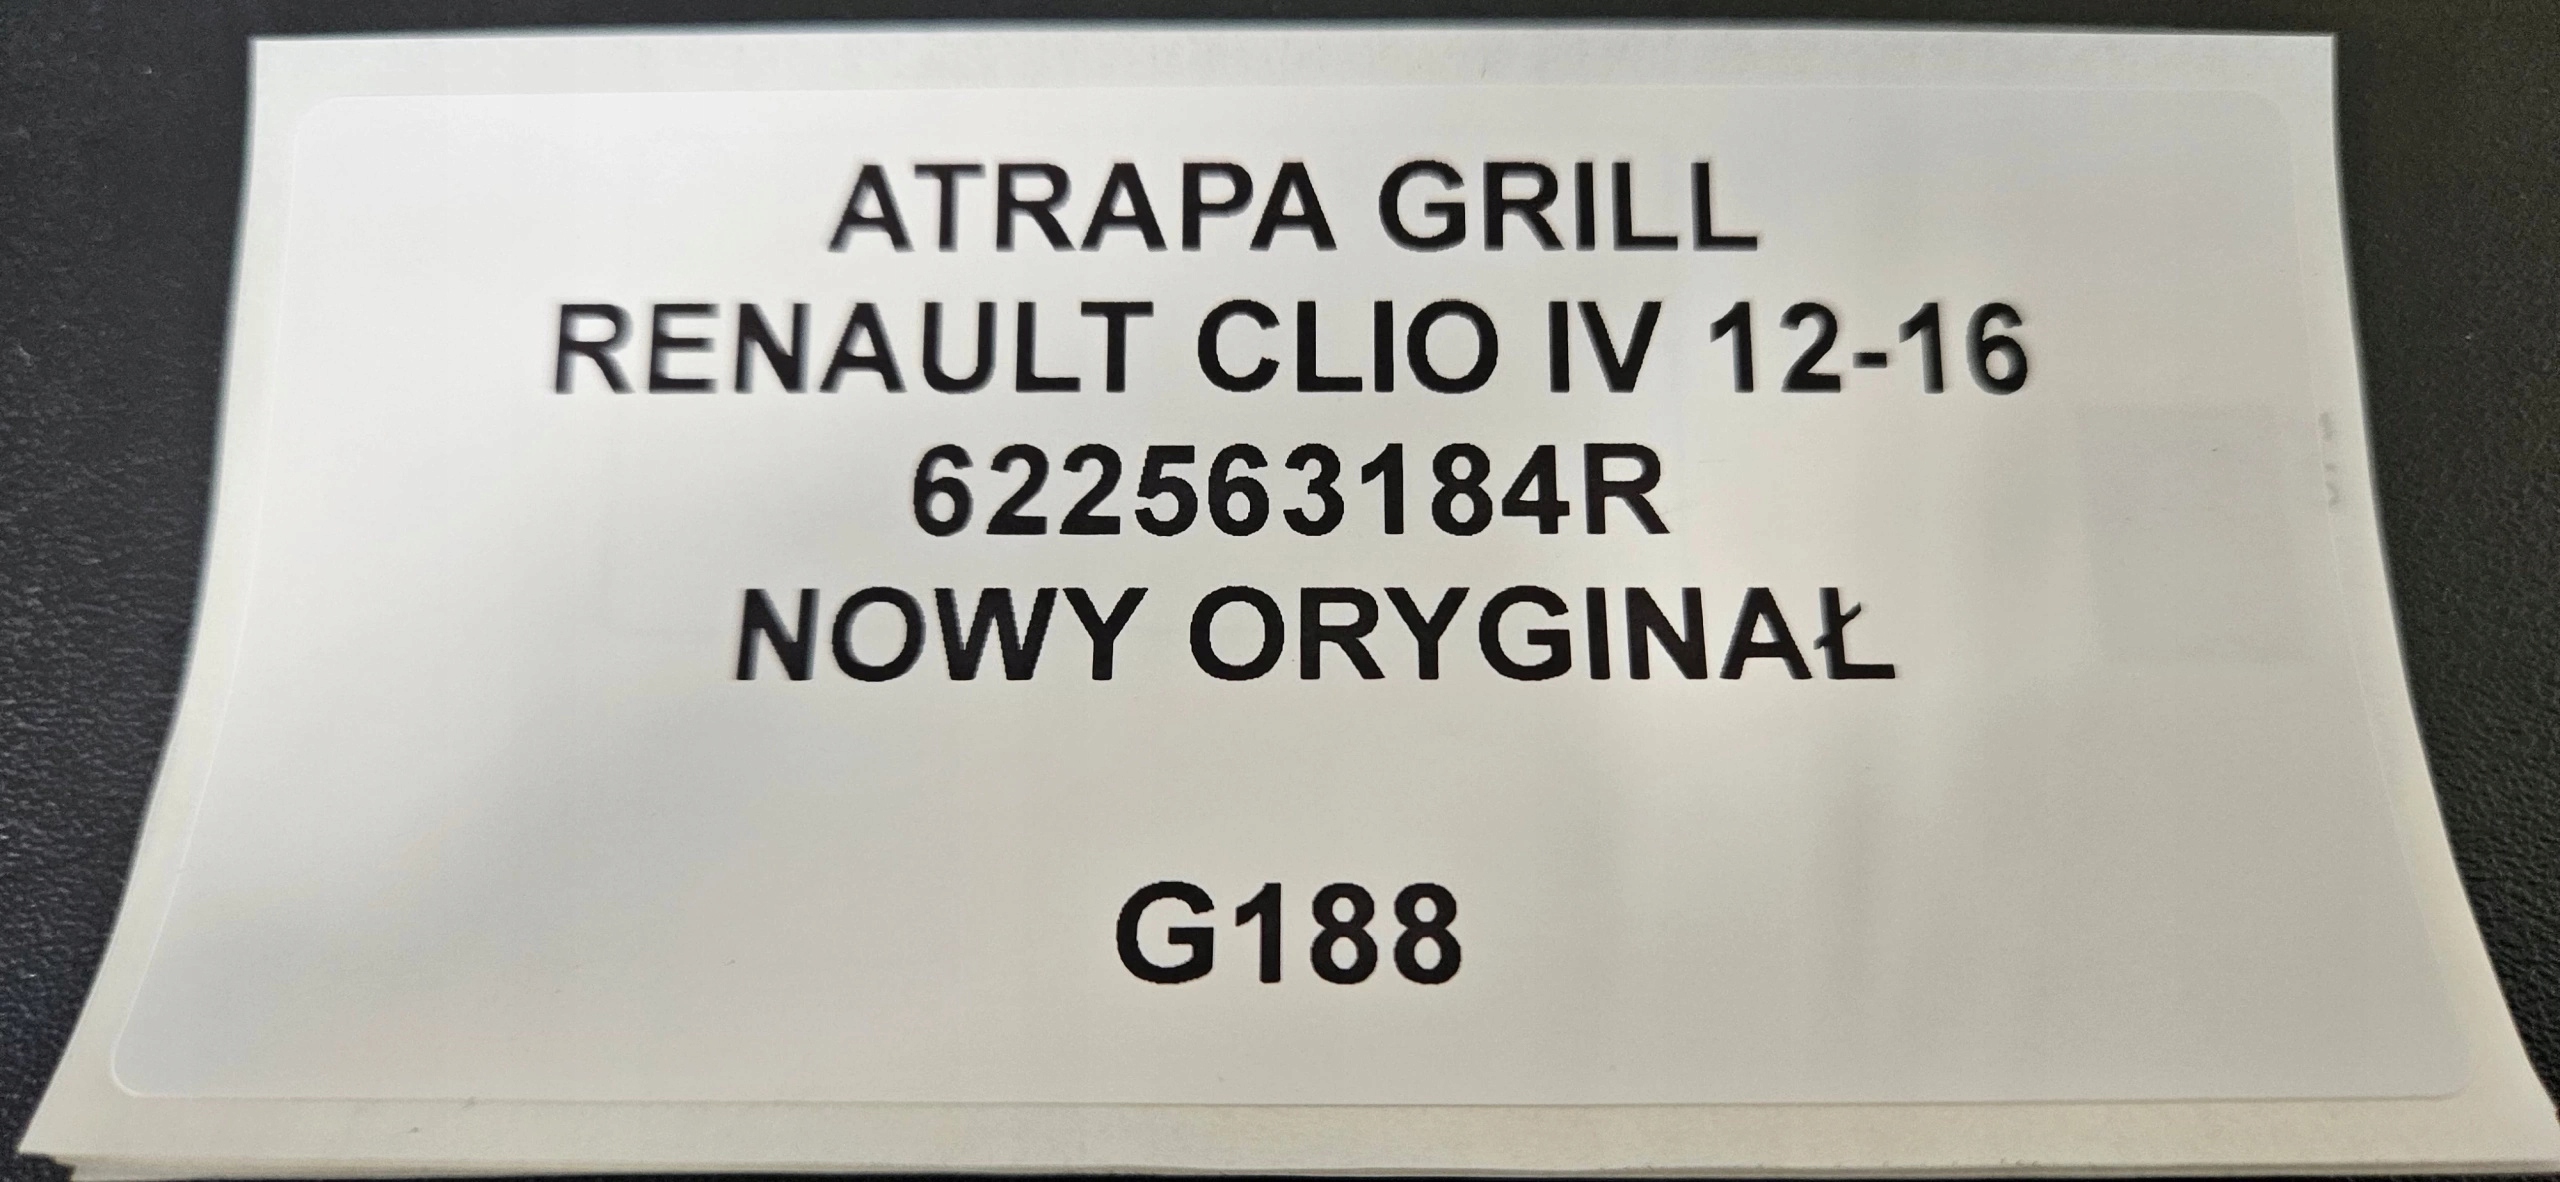 ATRAPA GRILL
RENAULT CLIO IV 12-16
622563184R
NOWY ORYGINAŁ
G188